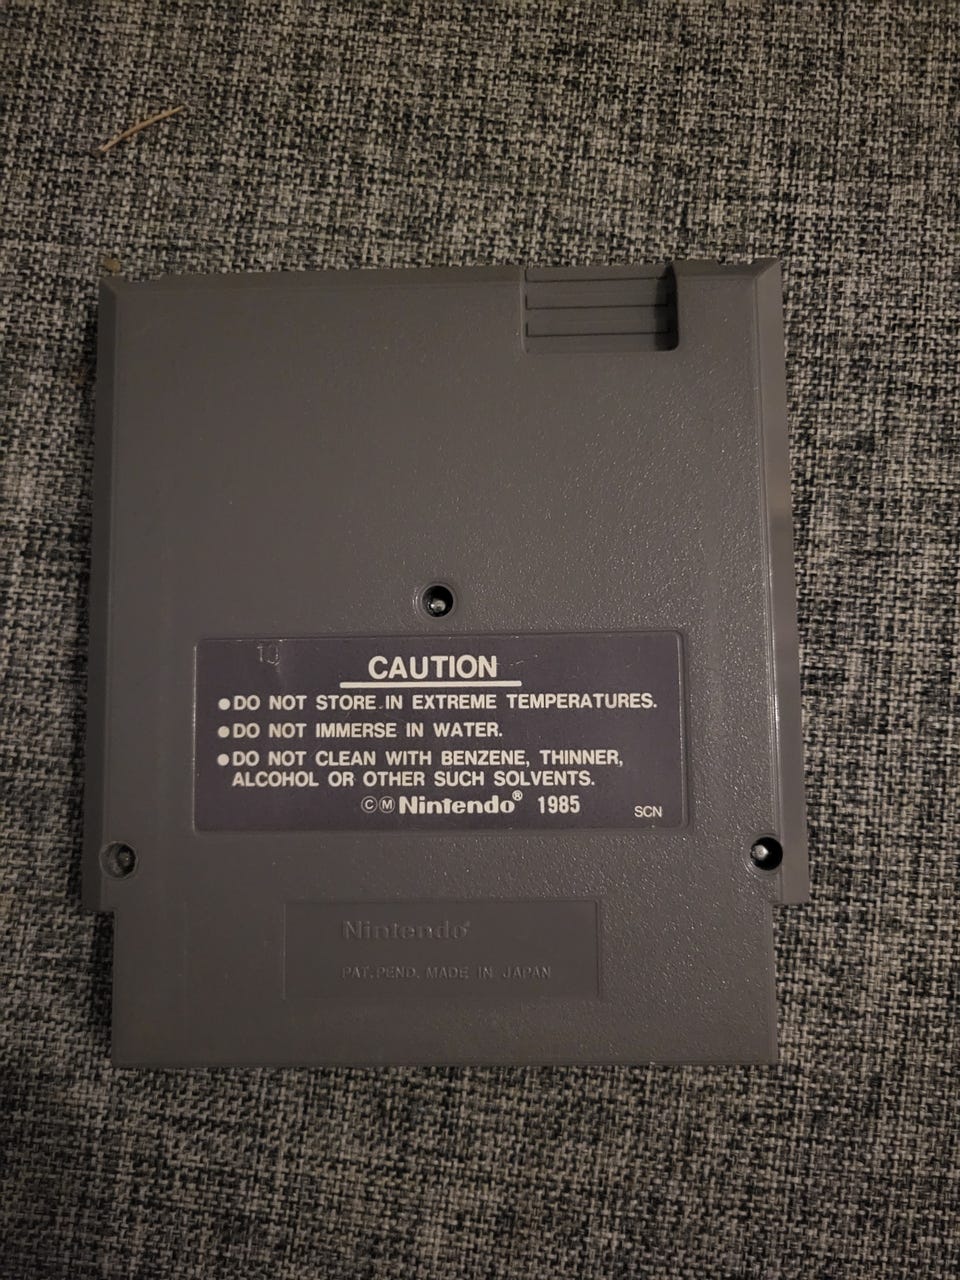 19
CAUTION
●DO NOT STORE IN EXTREME TEMPERATURES.
●DO NOT IMMERSE IN WATER.
●DO NOT CLEAN WITH BENZENE, THINNER,
ALCOHOL OR OTHER SUCH SOLVENTS.
©Ⓜ Nintendo® 1985
SCN
Nintendo®
PAT. PEND. MADE IN JAPAN